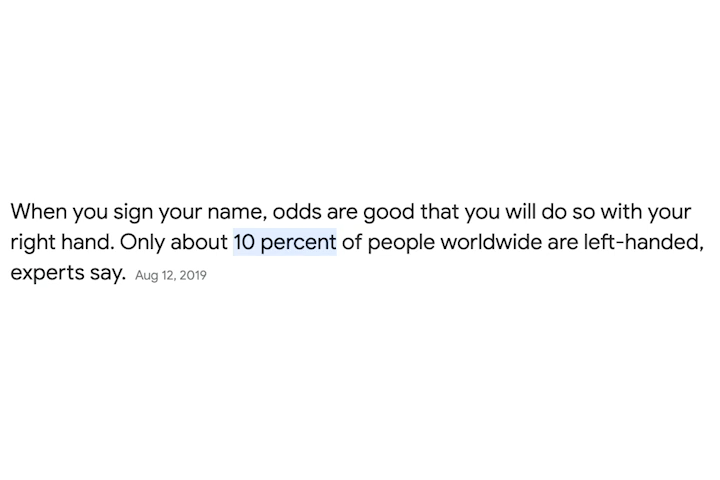 When you sign your name, odds are good that you will do so with your
right hand. Only about 10 percent of people worldwide are left-handed,
experts say. Aug 12, 2019